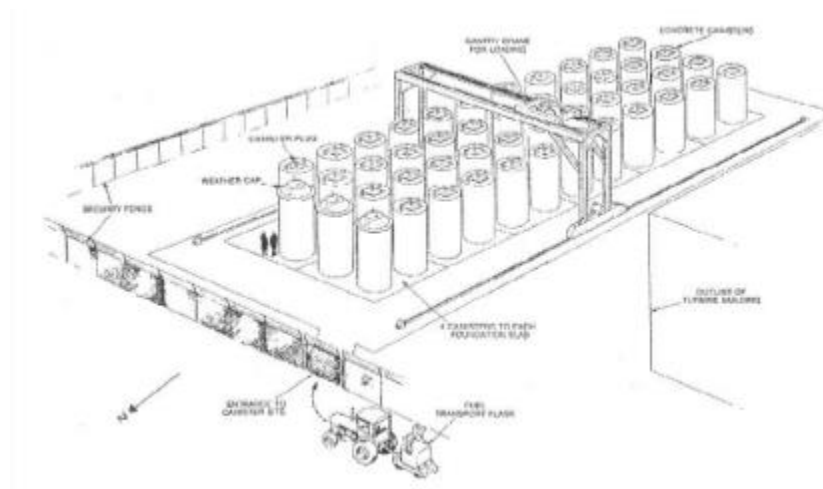 GANTRY CRANE
FOR LOADING
CONCRETE CANISTERS
CANISTER PLUG
WEATHER CAP
SECURITY FENCE
OUTLINE OF
TURBINE BUILDING
4 CANISTERS TO EACH
FOUNDATION SLAB
ENTRANCE TO
CANISTER SITE
FUEL
TRANSPORT FLASK
N